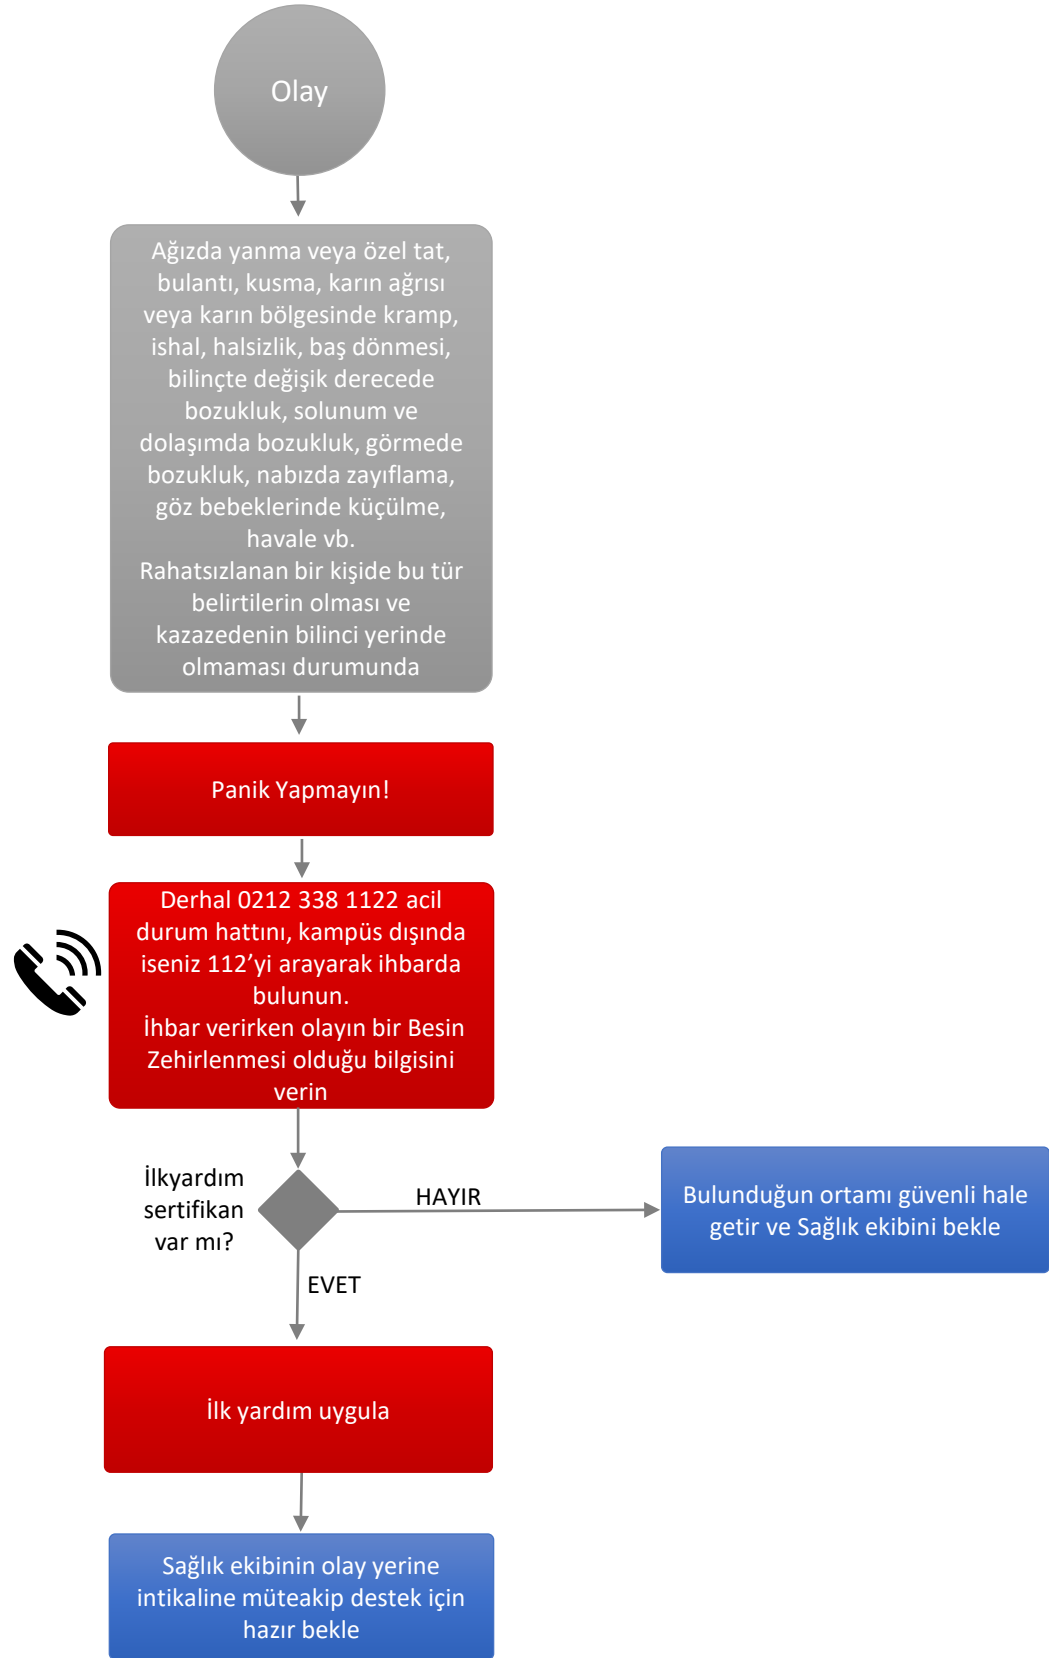 Olay
Ağızda yanma veya özel tat,
bulantı, kusma, karın ağrısı
veya karın bölgesinde kramp,
ishal, halsizlik, baş dönmesi,
bilinçte değişik derecede
bozukluk, solunum ve
dolaşımda bozukluk, görmede
bozukluk, nabızda zayıflama,
göz bebeklerinde küçülme,
havale vb.
Rahatsızlanan bir kişide bu tür
belirtilerin olması ve
kazazedenin bilinci yerinde
olmaması durumunda
Panik Yapmayın!
Derhal 0212 338 1122 acil
durum hattını, kampüs dışında
iseniz 112’yi arayarak ihbarda
bulunun.
İhbar verirken olayın bir Besin
Zehirlenmesi olduğu bilgisini
verin
İlkyardım
sertifikan
var mı?
HAYIR
Bulunduğun ortamı güvenli hale
getir ve Sağlık ekibini bekle
EVET
İlk yardım uygula
Sağlık ekibinin olay yerine
intikaline müteakip destek için
hazır bekle